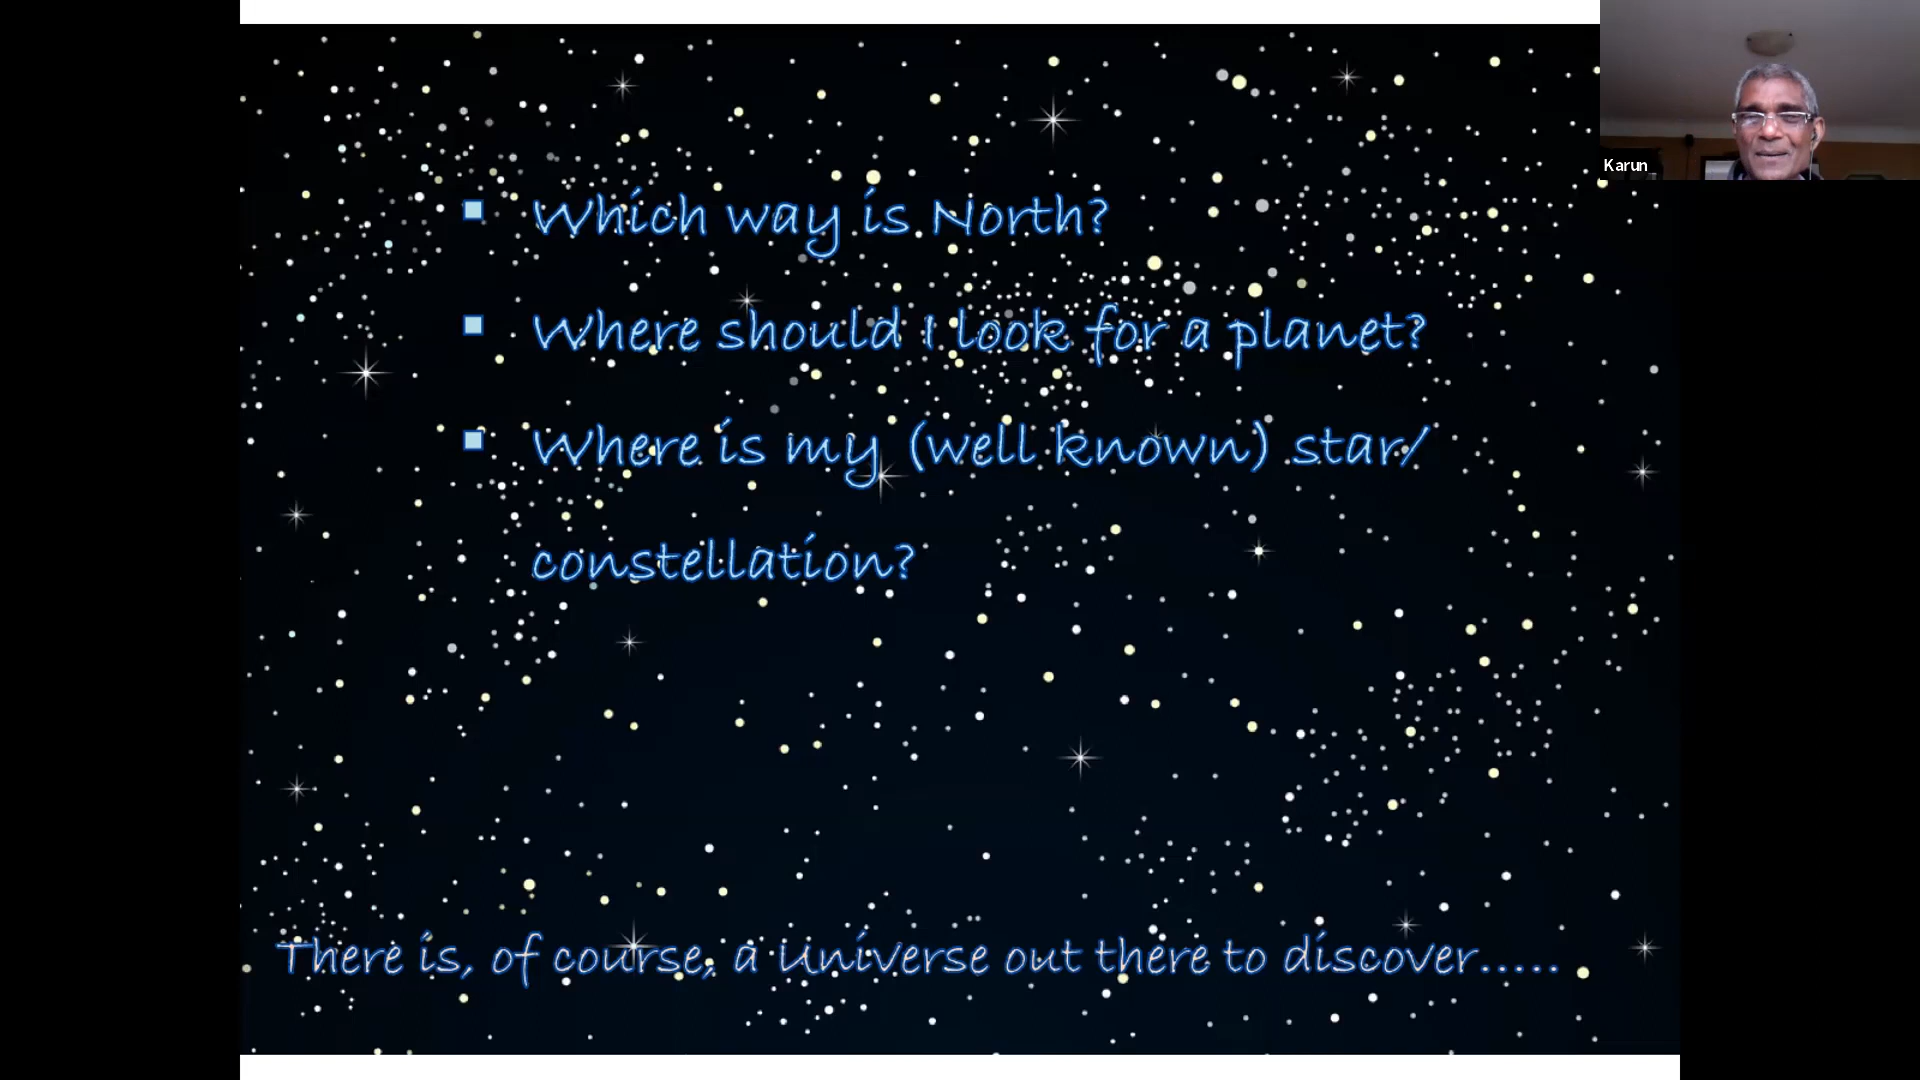 Which way is North?
Where should I look for a planet?
Where is my (well known) star/
constellation?
There is, of course, a Universe out there to discover.....
Karun